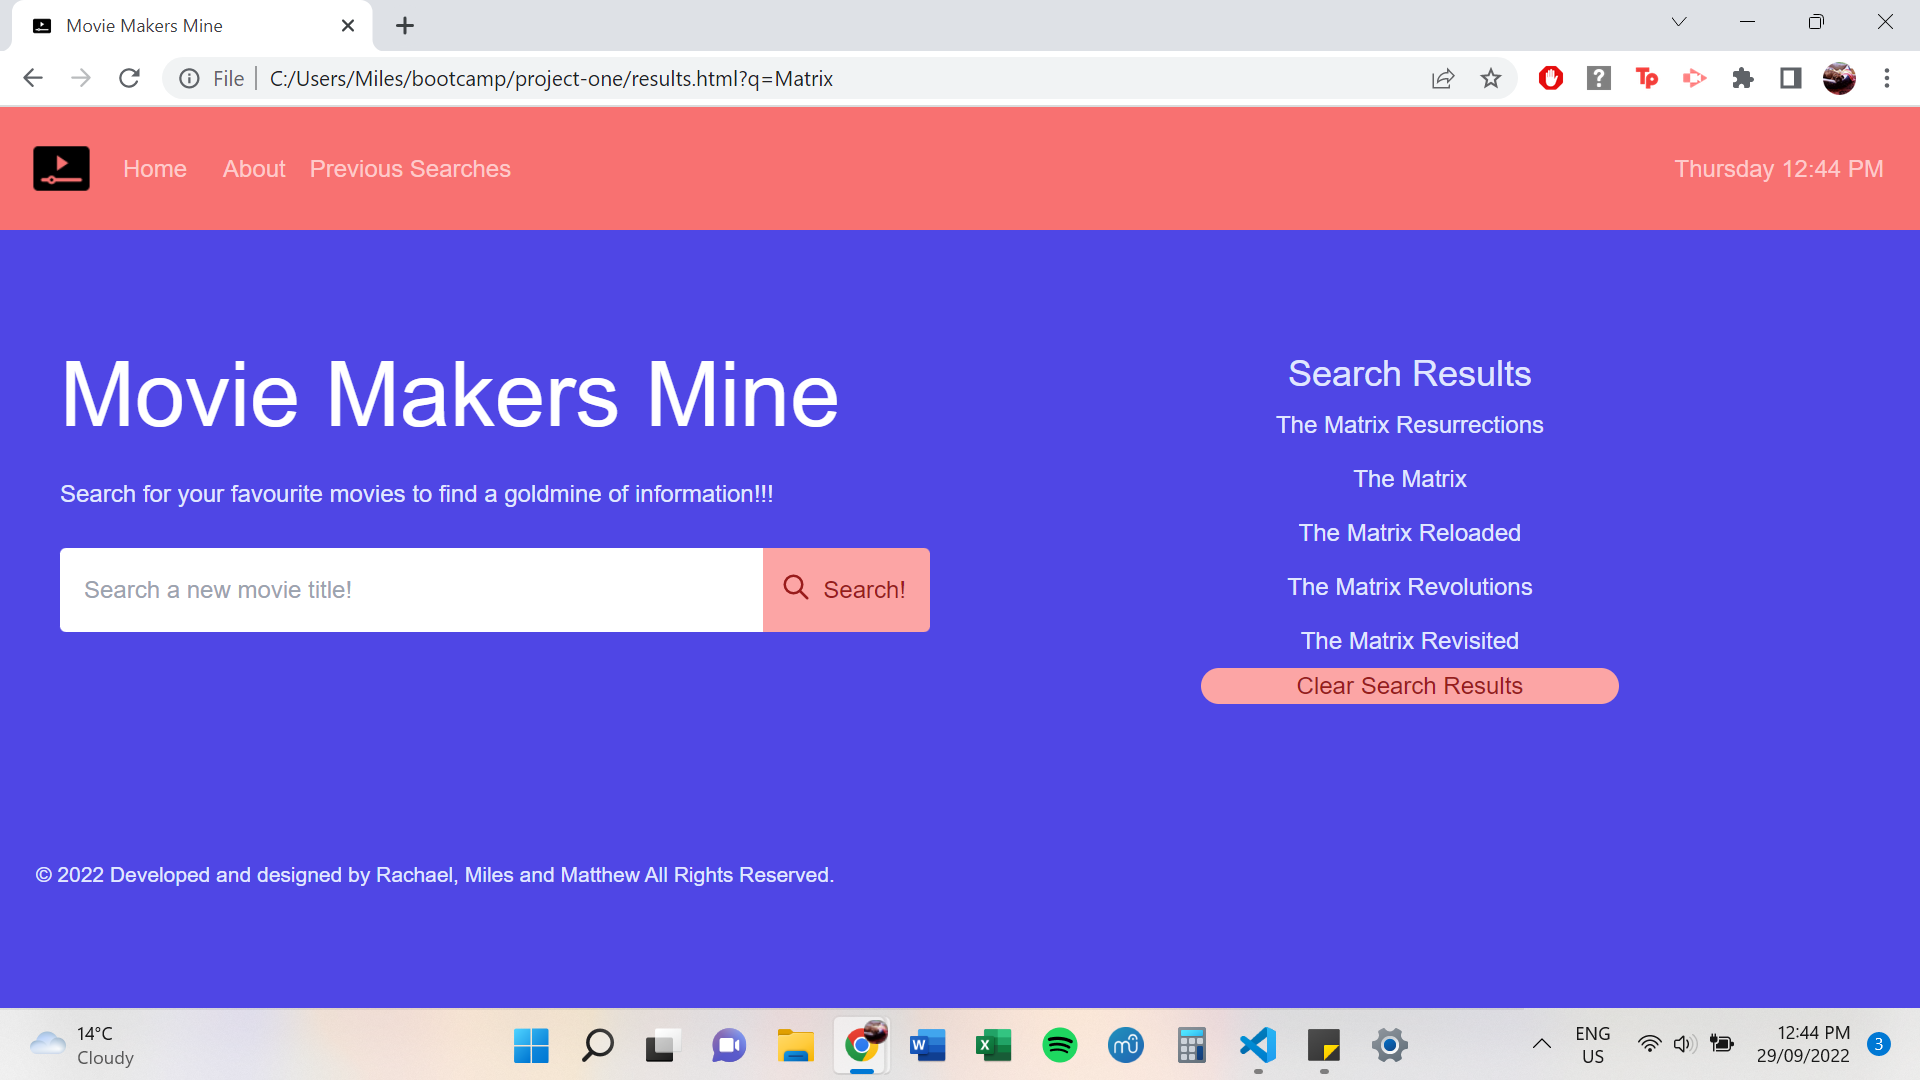 Movie Makers Mine
File
C:/Users/Miles/bootcamp/project-one/results.html?q=Matrix
Tp
Home
About
Previous Searches
Thursday 12:44 PM
Movie Makers Mine
Search for your favourite movies to find a goldmine of information!!!
Search a new movie title!
Search!
Search Results
The Matrix Resurrections
The Matrix
The Matrix Reloaded
The Matrix Revolutions
The Matrix Revisited
Clear Search Results
© 2022 Developed and designed by Rachael, Miles and Matthew All Rights Reserved.
14°C
Cloudy
W
X
ENG
US
12:44 PM
29/09/2022
3